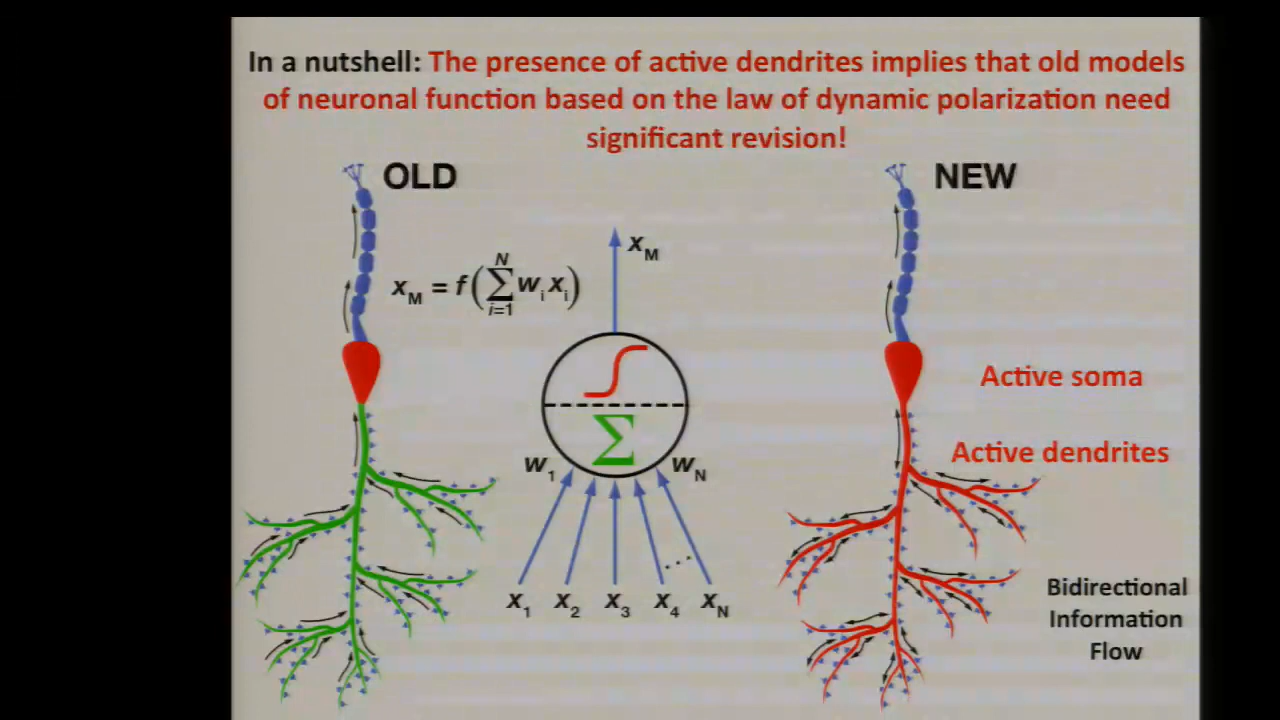 In a nutshell: The presence of active dendrites implies that old models
of neuronal function based on the law of dynamic polarization need
significant revision!
OLD
NEW
x_M
x_M = f(∑_{i=1}^{N} w_i x_i)
Active soma
∑
w_1
w_N
Active dendrites
...
x_1 x_2 x_3 x_4 x_N
Bidirectional
Information
Flow